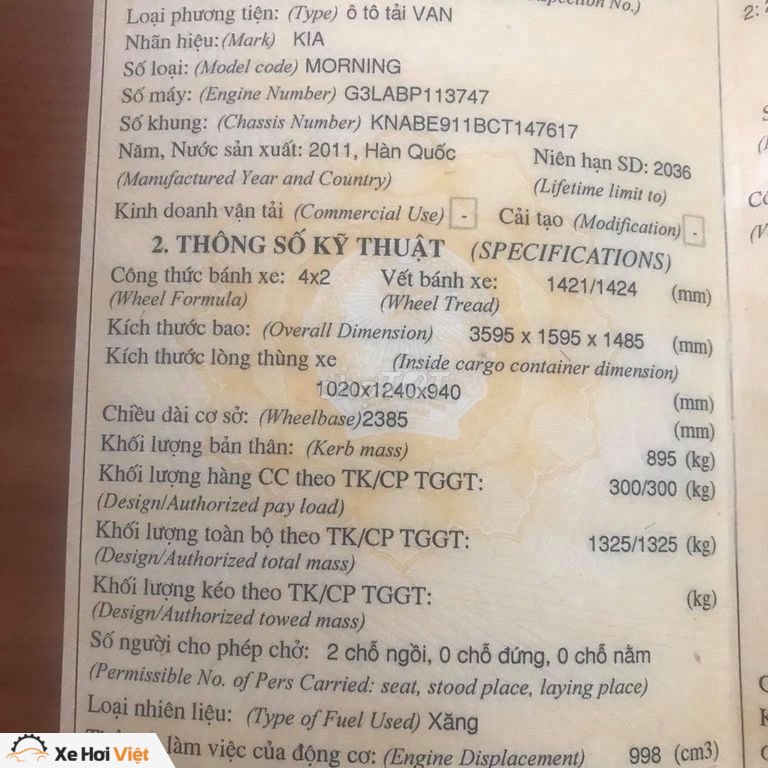 Loại phương tiện: (Type) ô tô tải VAN
Nhãn hiệu: (Mark) KIA
Số loại: (Model code) MORNING
Số máy: (Engine Number) G3LABP113747
Số khung: (Chassis Number) KNABE911BCT147617
Năm, Nước sản xuất: 2011, Hàn Quốc Niên hạn SD: 2036
(Manufactured Year and Country) (Lifetime limit to)
Kinh doanh vận tải (Commercial Use) - Cải tạo (Modification) -
2. THÔNG SỐ KỸ THUẬT (SPECIFICATIONS)
Công thức bánh xe: 4x2 Vết bánh xe: 1421/1424 (mm)
(Wheel Formula) (Wheel Tread)
Kích thước bao: (Overall Dimension) 3595 x 1595 x 1485 (mm)
Kích thước lòng thùng xe (Inside cargo container dimension)
1020x1240x940 (mm)
Chiều dài cơ sở: (Wheelbase) 2385 (mm)
Khối lượng bản thân: (Kerb mass) 895 (kg)
Khối lượng hàng CC theo TK/CP TGGT: 300/300 (kg)
(Design/Authorized pay load)
Khối lượng toàn bộ theo TK/CP TGGT: 1325/1325 (kg)
(Design/Authorized total mass)
Khối lượng kéo theo TK/CP TGGT: (kg)
(Design/Authorized towed mass)
Số người cho phép chở: 2 chỗ ngồi, 0 chỗ đứng, 0 chỗ nằm
(Permissible No. of Pers Carried: seat, stood place, laying place)
Loại nhiên liệu: (Type of Fuel Used) Xăng
làm việc của động cơ: (Engine Displacement) 998 (cm3)
Xe Hơi Việt